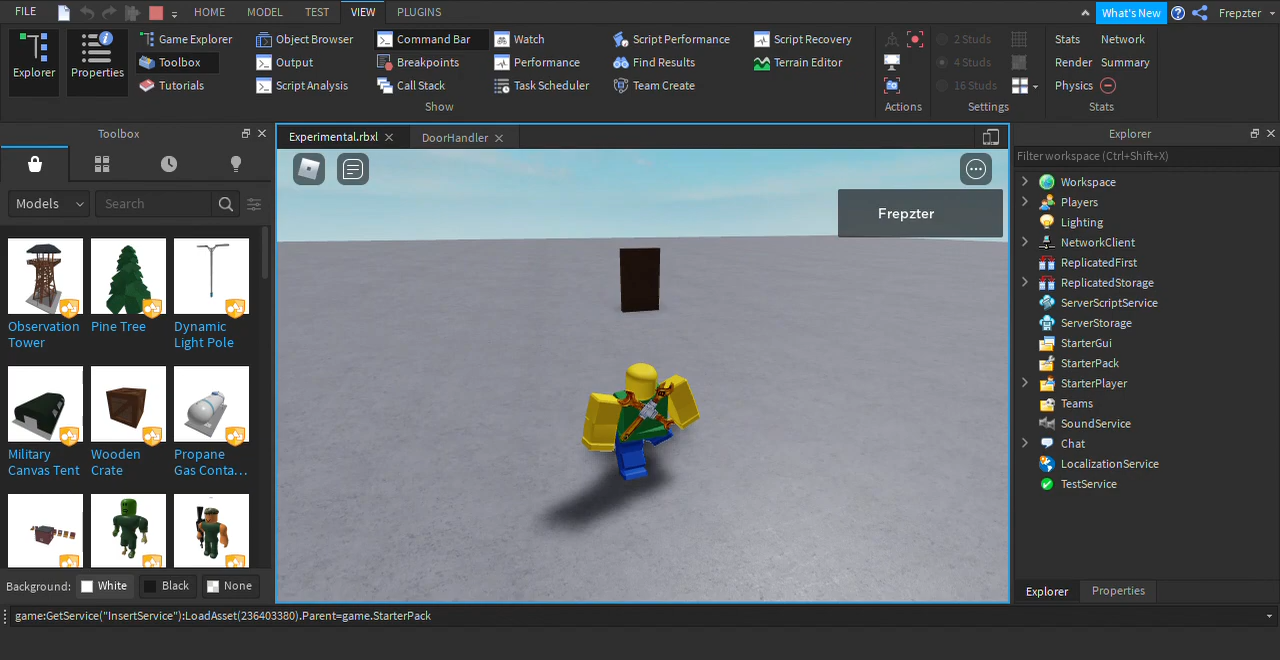 FILE HOME MODEL TEST VIEW PLUGINS What's New Frepzter
Explorer
Properties
Game Explorer
Toolbox
Tutorials
Object Browser
Output
Script Analysis
Command Bar
Breakpoints
Call Stack
Watch
Performance
Task Scheduler
Script Performance
Find Results
Team Create
Script Recovery
Terrain Editor
Show
Actions
2 Studs
4 Studs
16 Studs
Settings
Stats Network
Render Summary
Physics
Stats
Toolbox
Models
Search
Observation
Tower
Pine Tree
Dynamic
Light Pole
Military
Canvas Tent
Wooden
Crate
Propane
Gas Conta...
Background: White Black None
Experimental.rbxl
DoorHandler
Frepzter
Explorer
Filter workspace (Ctrl+Shift+X)
Workspace
Players
Lighting
NetworkClient
ReplicatedFirst
ReplicatedStorage
ServerScriptService
ServerStorage
StarterGui
StarterPack
StarterPlayer
Teams
SoundService
Chat
LocalizationService
TestService
Explorer Properties
game:GetService("InsertService"):LoadAsset(236403380).Parent=game.StarterPack